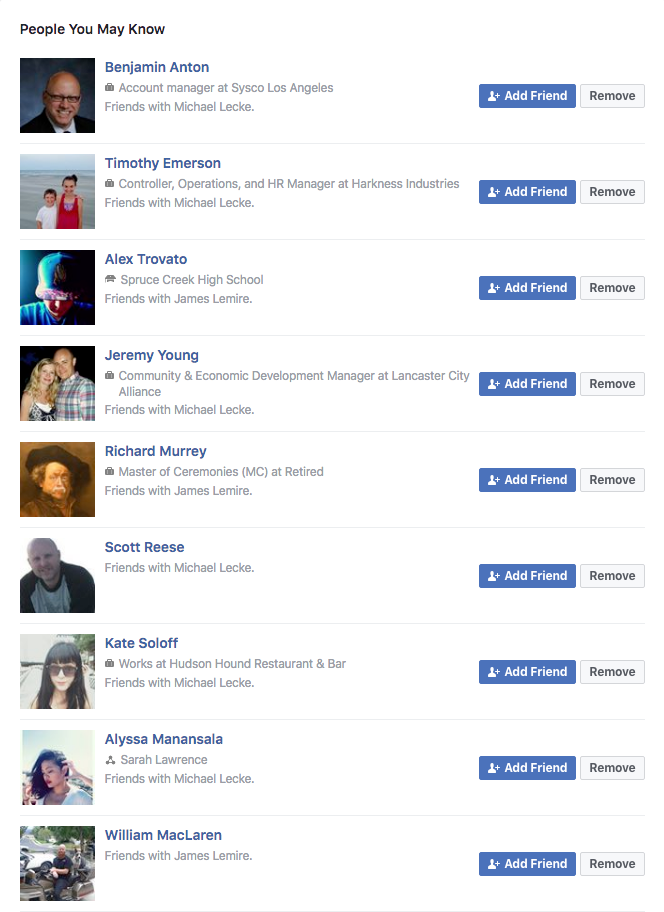 People You May Know
Benjamin Anton
Account manager at Sysco Los Angeles
Friends with Michael Lecke.
Add Friend
Remove
Timothy Emerson
Controller, Operations, and HR Manager at Harkness Industries
Friends with Michael Lecke.
Add Friend
Remove
Alex Trovato
Spruce Creek High School
Friends with James Lemire.
Add Friend
Remove
Jeremy Young
Community & Economic Development Manager at Lancaster City
Alliance
Friends with Michael Lecke.
Add Friend
Remove
Richard Murrey
Master of Ceremonies (MC) at Retired
Friends with James Lemire.
Add Friend
Remove
Scott Reese
Friends with Michael Lecke.
Add Friend
Remove
Kate Soloff
Works at Hudson Hound Restaurant & Bar
Friends with Michael Lecke.
Add Friend
Remove
Alyssa Manansala
Sarah Lawrence
Friends with Michael Lecke.
Add Friend
Remove
William MacLaren
Friends with James Lemire.
Add Friend
Remove